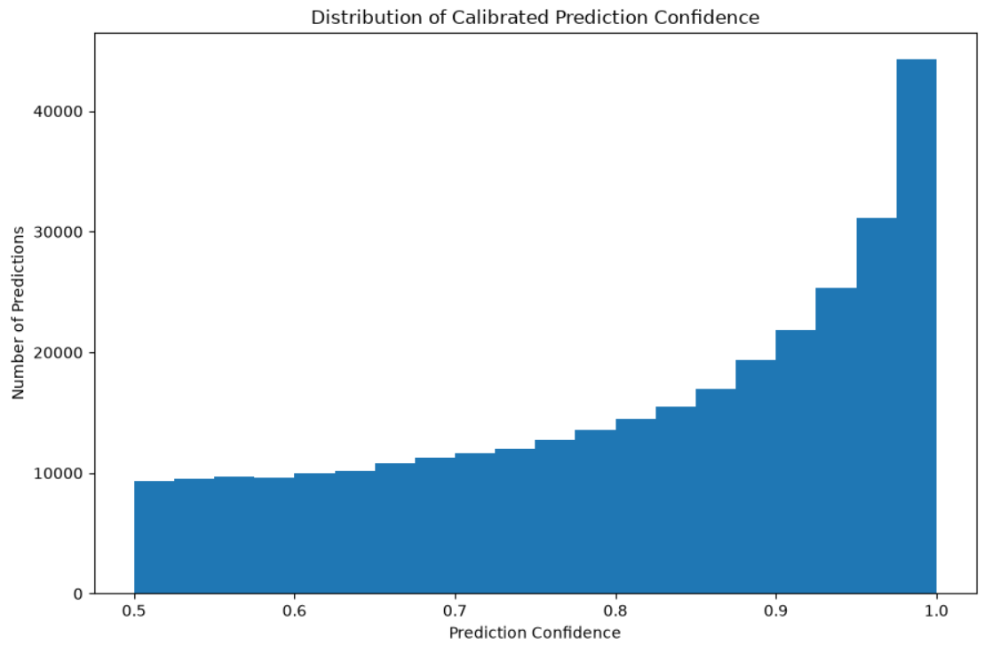 Distribution of Calibrated Prediction Confidence
Number of Predictions
40000
30000
20000
10000
0
0.5 0.6 0.7 0.8 0.9 1.0
Prediction Confidence